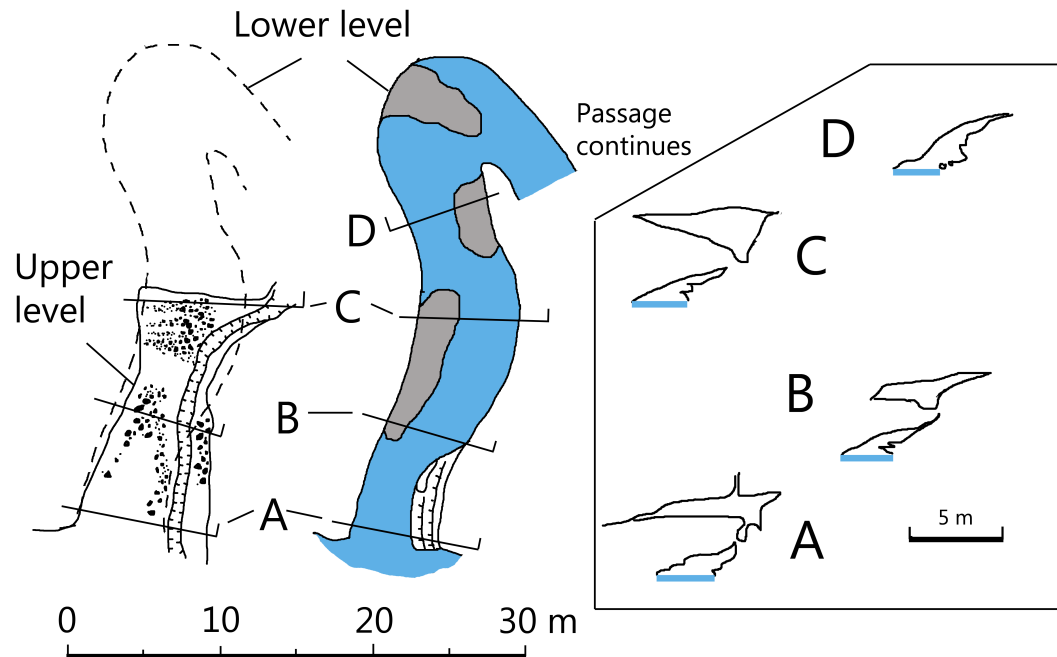 Lower level
Passage
continues
Upper
level
D
C
B
A
D
C
B
A
5 m
0 10 20 30 m